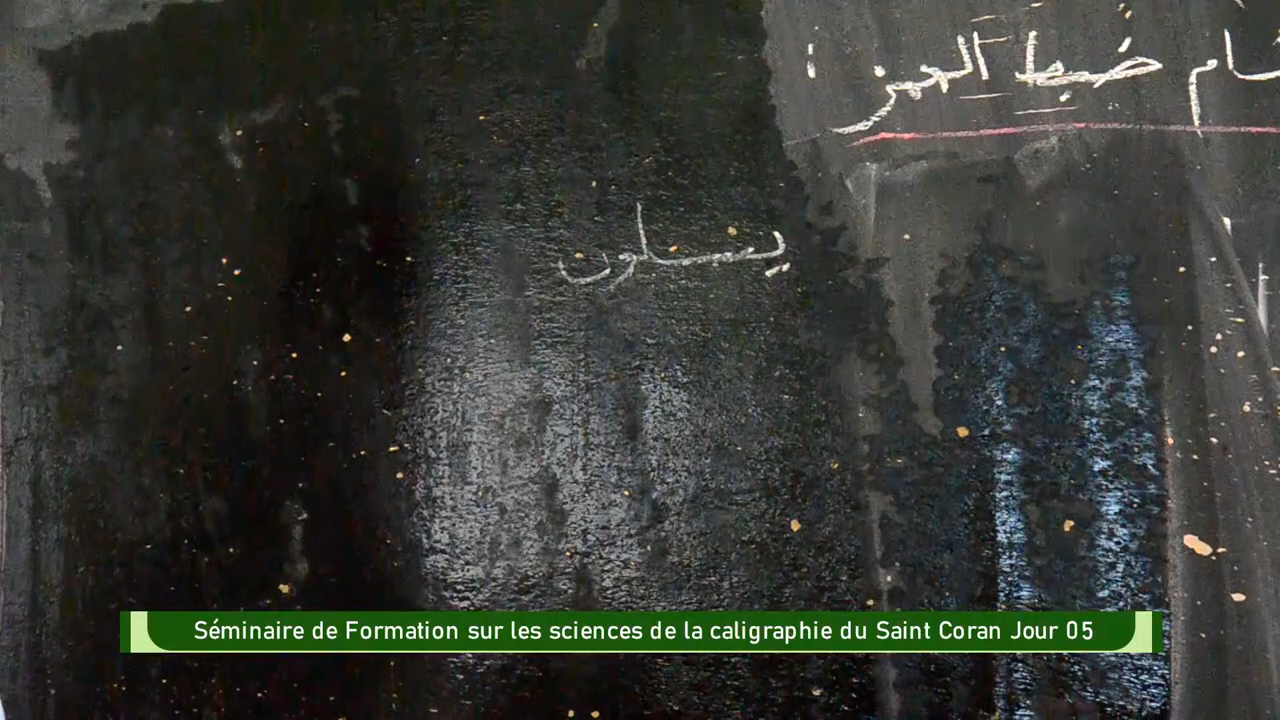 ضبط الهمز :
يسلون
Séminaire de Formation sur les sciences de la caligraphie du Saint Coran Jour 05